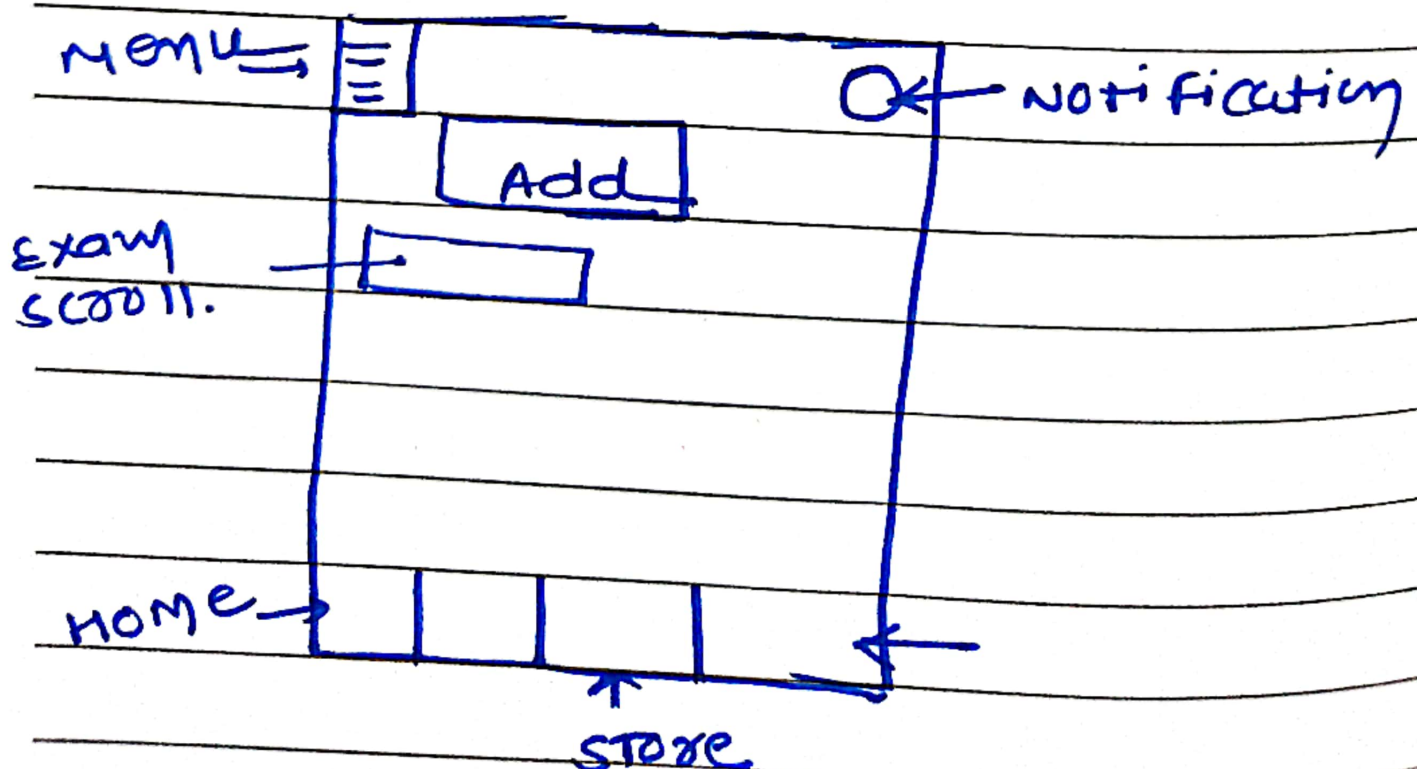 Menu
Notification
Add
Exam
scroll.
Home
Store